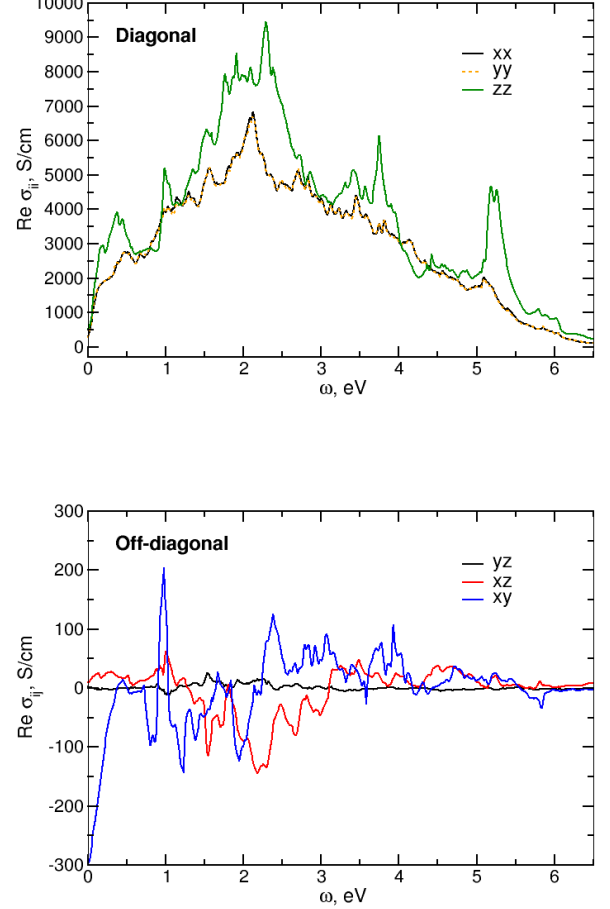 10000
9000
8000
7000
6000
5000
4000
3000
2000
1000
0
Re σii, S/cm
Diagonal
xx
yy
zz
0 1 2 3 4 5 6
ω, eV
300
200
100
0
-100
-200
-300
Re σij, S/cm
Off-diagonal
yz
xz
xy
0 1 2 3 4 5 6
ω, eV